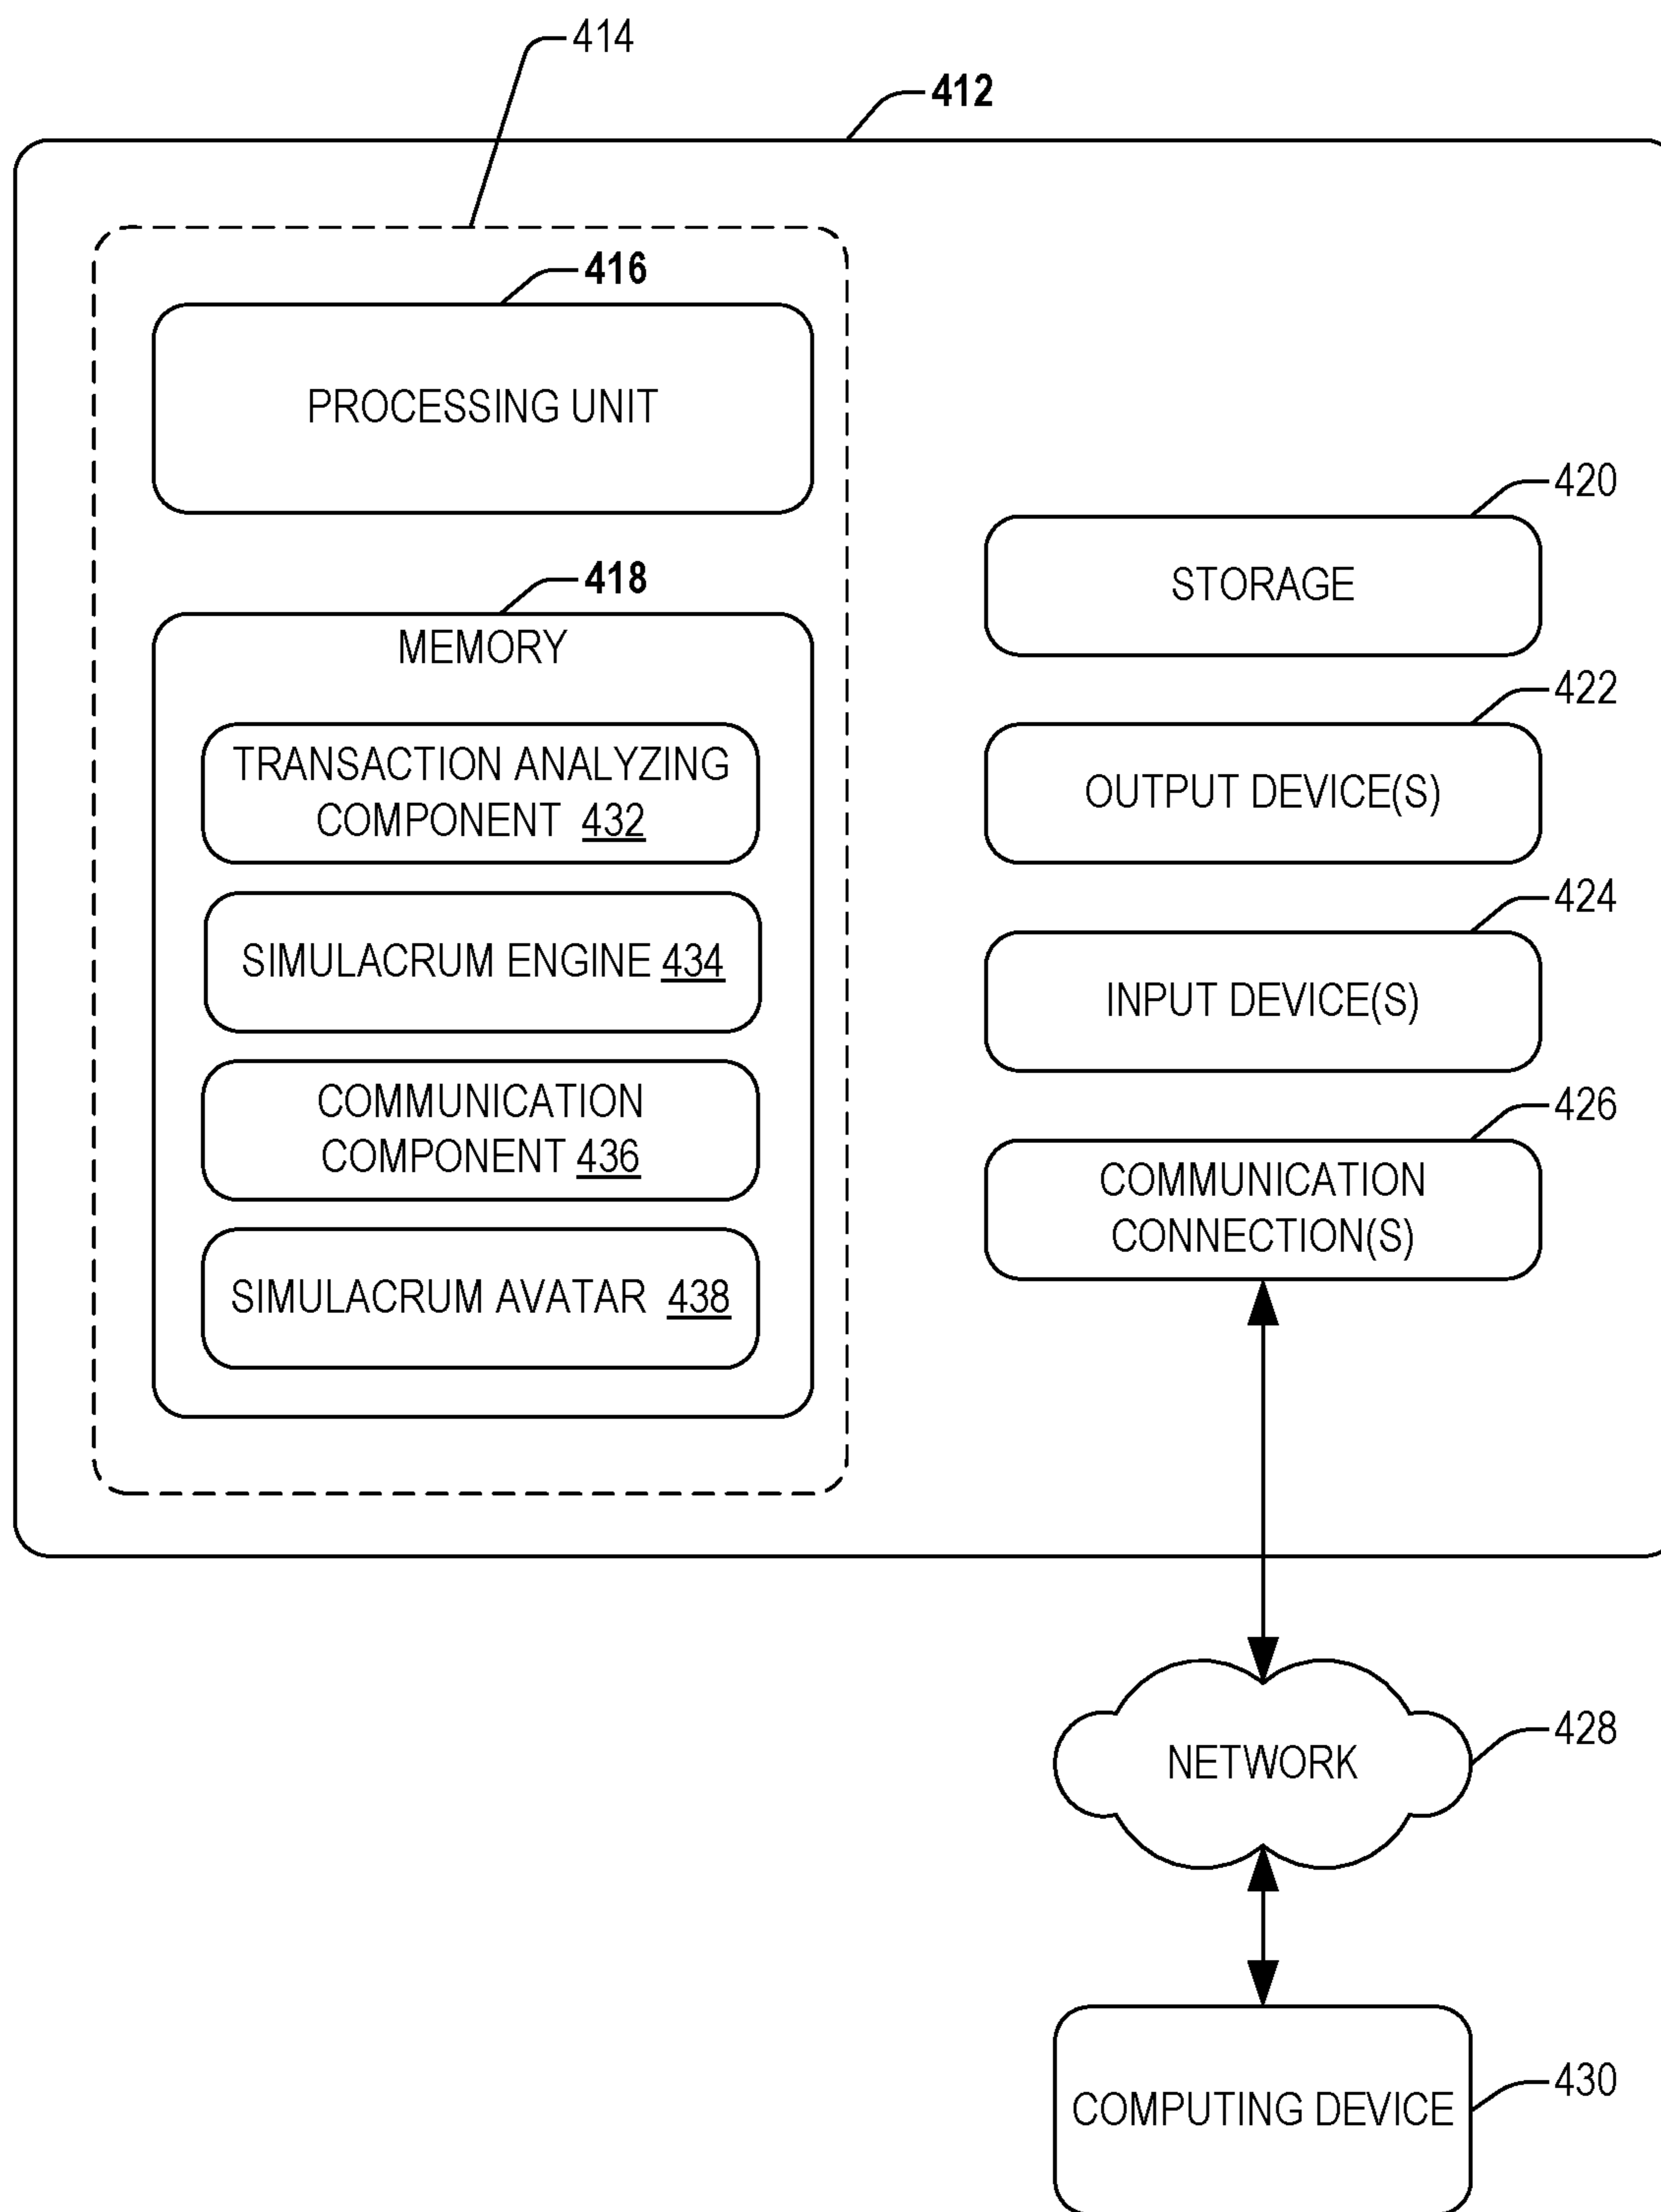 414
412
416
PROCESSING UNIT
418
MEMORY
TRANSACTION ANALYZING
COMPONENT 432
SIMULACRUM ENGINE 434
COMMUNICATION
COMPONENT 436
SIMULACRUM AVATAR 438
420
STORAGE
422
OUTPUT DEVICE(S)
424
INPUT DEVICE(S)
426
COMMUNICATION
CONNECTION(S)
NETWORK
428
COMPUTING DEVICE
430